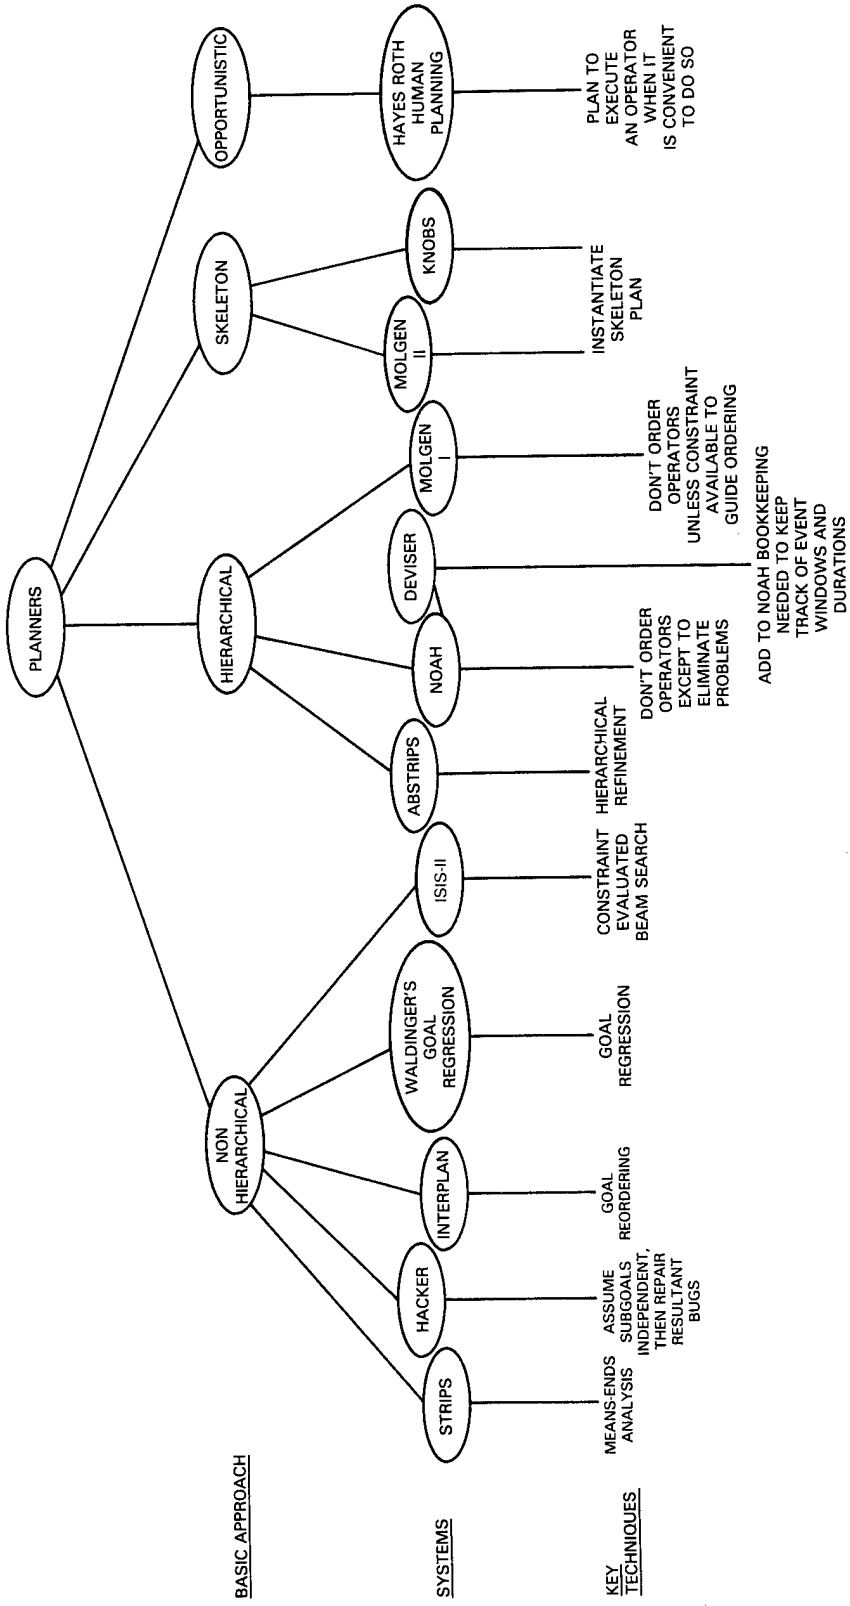 PLANNERS
BASIC APPROACH
NON
HIERARCHICAL
HIERARCHICAL
SKELETON
OPPORTUNISTIC
SYSTEMS
STRIPS
HACKER
INTERPLAN
WALDINGER'S
GOAL
REGRESSION
ISIS-II
ABSTRIPS
NOAH
DEVISER
MOLGEN
I
MOLGEN
II
KNOBS
HAYES ROTH
HUMAN
PLANNING
KEY
TECHNIQUES
MEANS-ENDS
ANALYSIS
ASSUME
SUBGOALS
INDEPENDENT,
THEN REPAIR
RESULTANT
BUGS
GOAL
REORDERING
GOAL
REGRESSION
CONSTRAINT
EVALUATED
BEAM SEARCH
HIERARCHICAL
REFINEMENT
DON'T ORDER
OPERATORS
EXCEPT TO
ELIMINATE
PROBLEMS
ADD TO NOAH BOOKKEEPING
NEEDED TO KEEP
TRACK OF EVENT
WINDOWS AND
DURATIONS
DON'T ORDER
OPERATORS
UNLESS CONSTRAINT
AVAILABLE TO
GUIDE ORDERING
INSTANTIATE
SKELETON
PLAN
PLAN TO
EXECUTE
AN OPERATOR
WHEN IT
IS CONVENIENT
TO DO SO